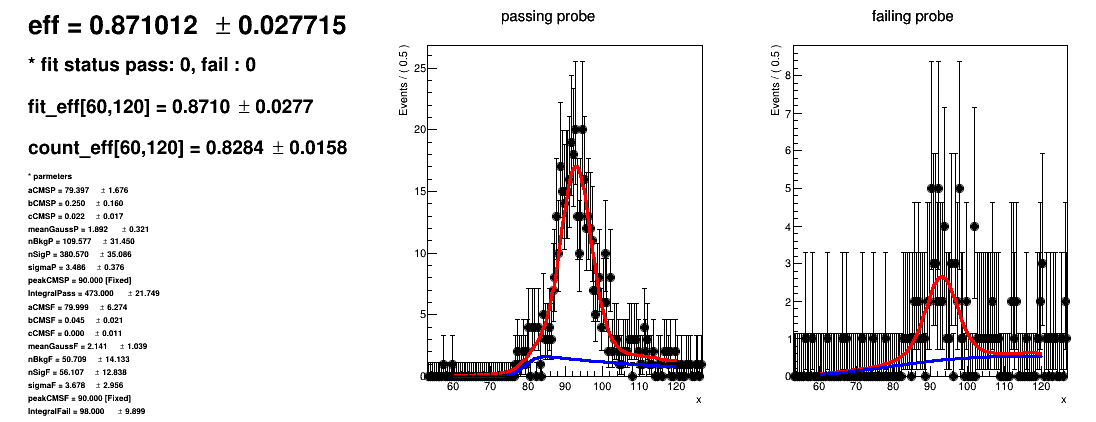 eff = 0.871012 ± 0.027715
* fit status pass: 0, fail : 0
fit_eff[60,120] = 0.8710 ± 0.0277
count_eff[60,120] = 0.8284 ± 0.0158
* parmeters
aCMSP = 79.397 ± 1.676
bCMSP = 0.250 ± 0.160
cCMSP = 0.022 ± 0.017
meanGaussP = 1.892 ± 0.321
nBkgP = 109.577 ± 31.450
nSigP = 380.570 ± 35.086
sigmaP = 3.486 ± 0.376
peakCMSP = 90.000 [Fixed]
IntegralPass = 473.000 ± 21.749
aCMSF = 79.999 ± 6.274
bCMSF = 0.045 ± 0.021
cCMSF = 0.000 ± 0.011
meanGaussF = 2.141 ± 1.039
nBkgF = 50.709 ± 14.133
nSigF = 56.107 ± 12.838
sigmaF = 3.678 ± 2.956
peakCMSF = 90.000 [Fixed]
IntegralFail = 98.000 ± 9.899
passing probe
Events / ( 0.5 )
25
20
15
10
5
0
60 70 80 90 100 110 120
x
failing probe
Events / ( 0.5 )
8
7
6
5
4
3
2
1
0
60 70 80 90 100 110 120
x